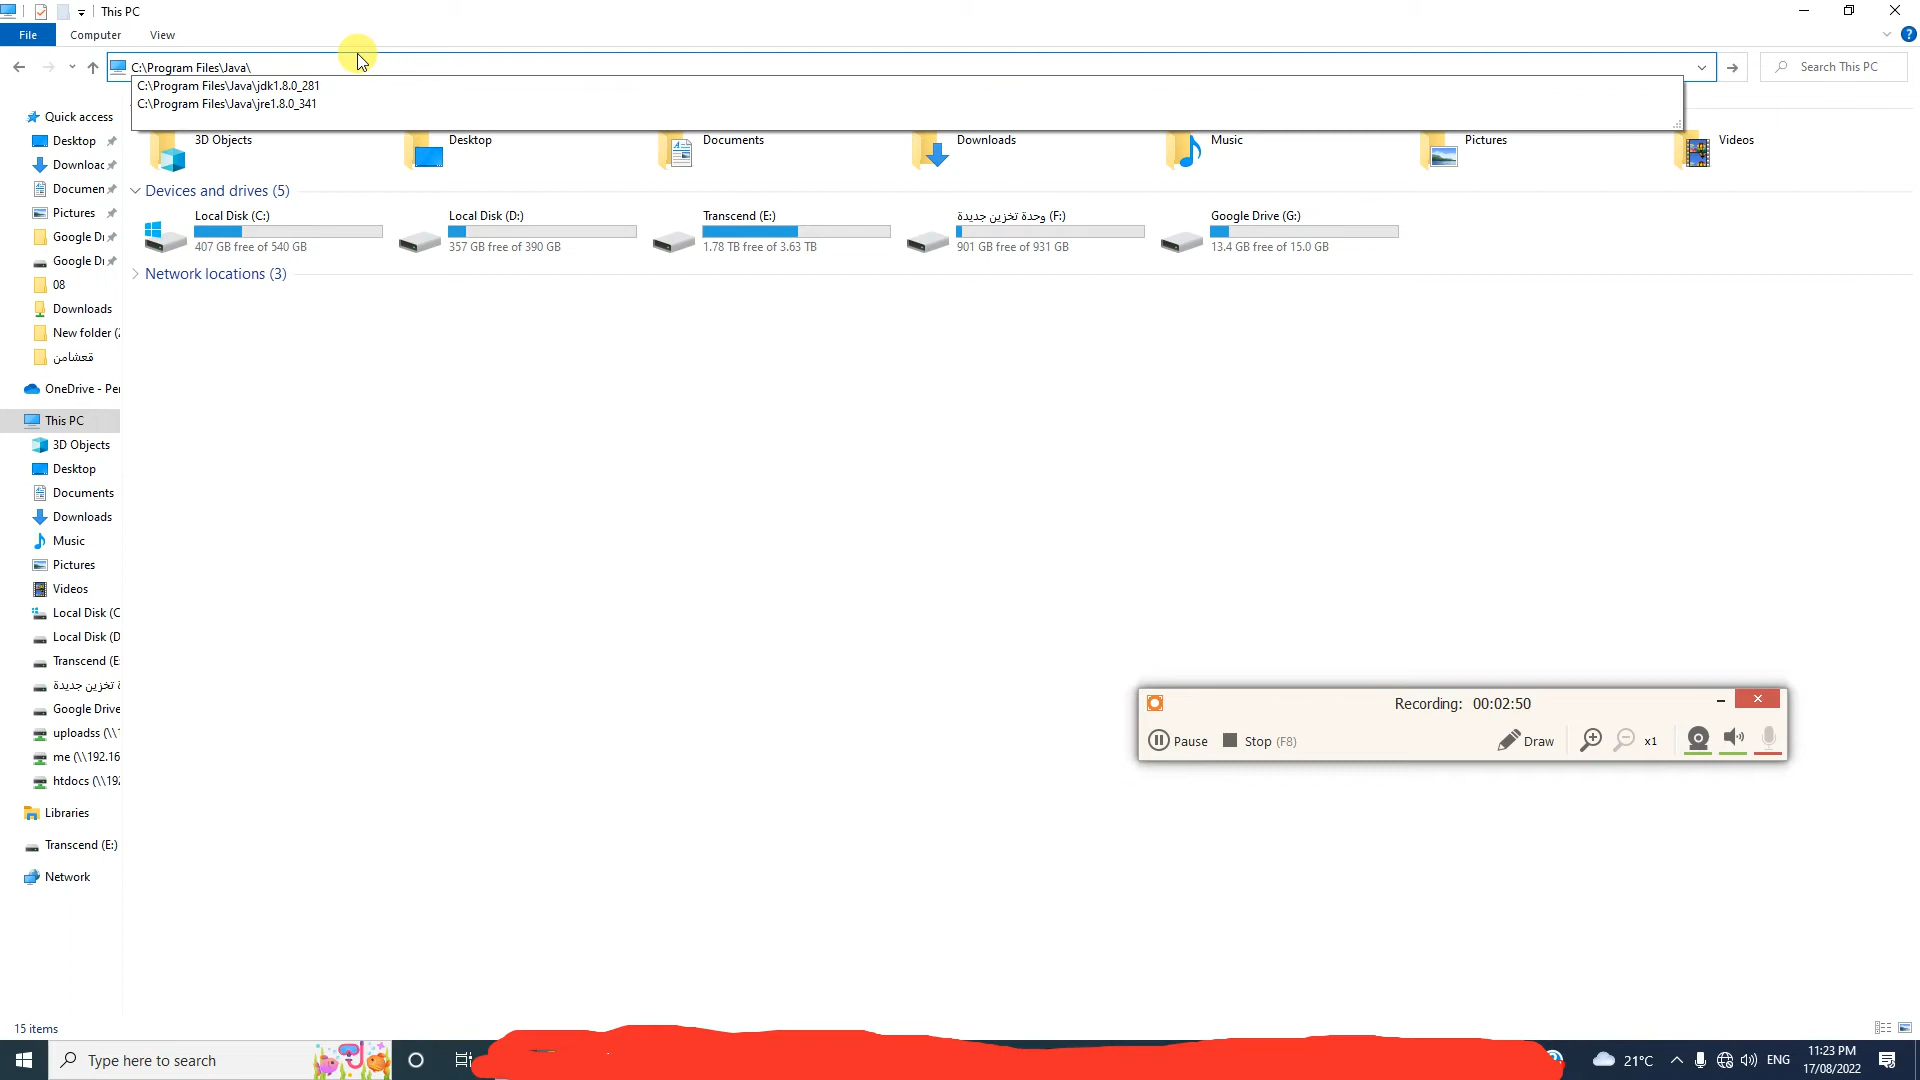 This PC
File
Computer
View
C:\Program Files\Java\
Search This PC
C:\Program Files\Java\jdk1.8.0_281
C:\Program Files\Java\jre1.8.0_341
Quick access
Desktop
Downloac
Documen
Pictures
Google Dr
Google Dr
08
Downloads
New folder (2
قعشامن
OneDrive - Per
This PC
3D Objects
Desktop
Documents
Downloads
Music
Pictures
Videos
Local Disk (C
Local Disk (D
Transcend (E:
ة تخزين جديدة
Google Drive
uploadss (\\1
me (\\192.16
htdocs (\\192
Libraries
Transcend (E:)
Network
3D Objects
Desktop
Documents
Downloads
Music
Pictures
Videos
Devices and drives (5)
Local Disk (C:)
407 GB free of 540 GB
Local Disk (D:)
357 GB free of 390 GB
Transcend (E:)
1.78 TB free of 3.63 TB
وحدة تخزين جديدة (F:)
901 GB free of 931 GB
Google Drive (G:)
13.4 GB free of 15.0 GB
Network locations (3)
Recording: 00:02:50
Pause
Stop (F8)
Draw
x1
15 items
Type here to search
21°C
ENG
11:23 PM
17/08/2022